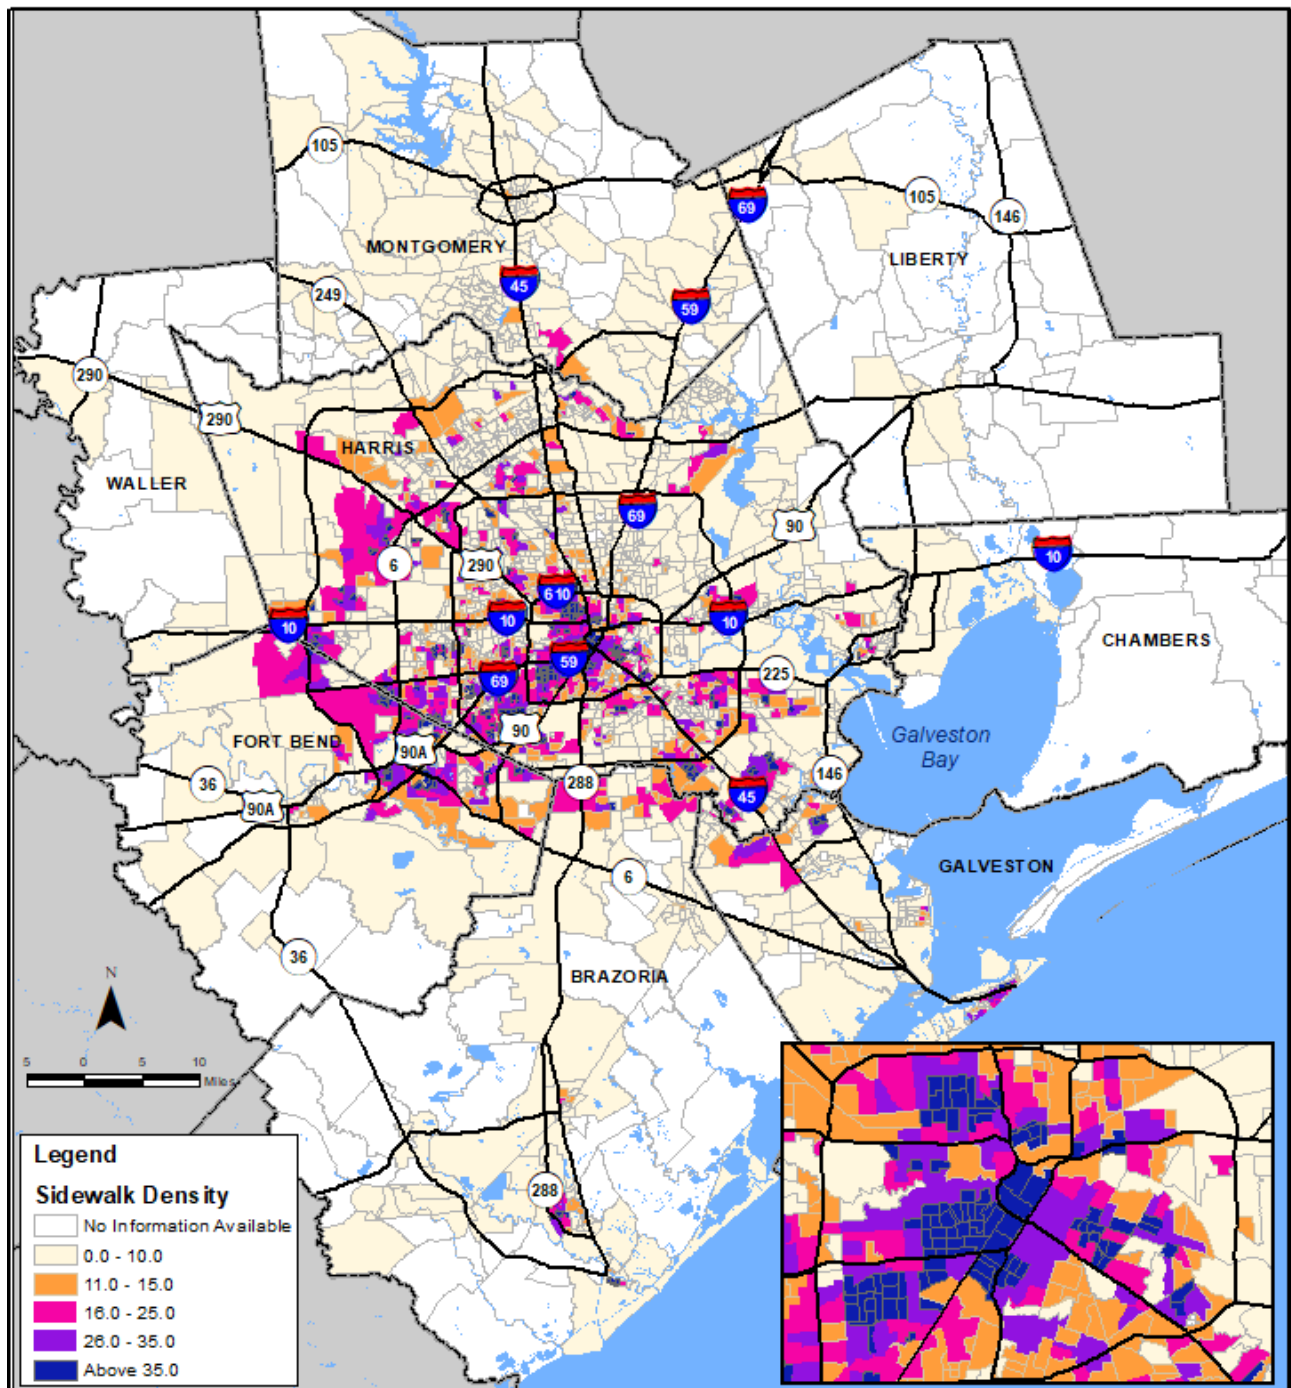 105
69
105
146
MONTGOMERY
LIBERTY
45
249
59
290
290
HARRIS
WALLER
69
90
10
6
290
610
10
10
10
CHAMBERS
59
225
69
Galveston
Bay
90
FORT BEND
90A
146
36
288
45
90A
GALVESTON
6
36
BRAZORIA
N
5 0 5 10
Miles
288
Legend
Sidewalk Density
No Information Available
0.0 - 10.0
11.0 - 15.0
16.0 - 25.0
26.0 - 35.0
Above 35.0